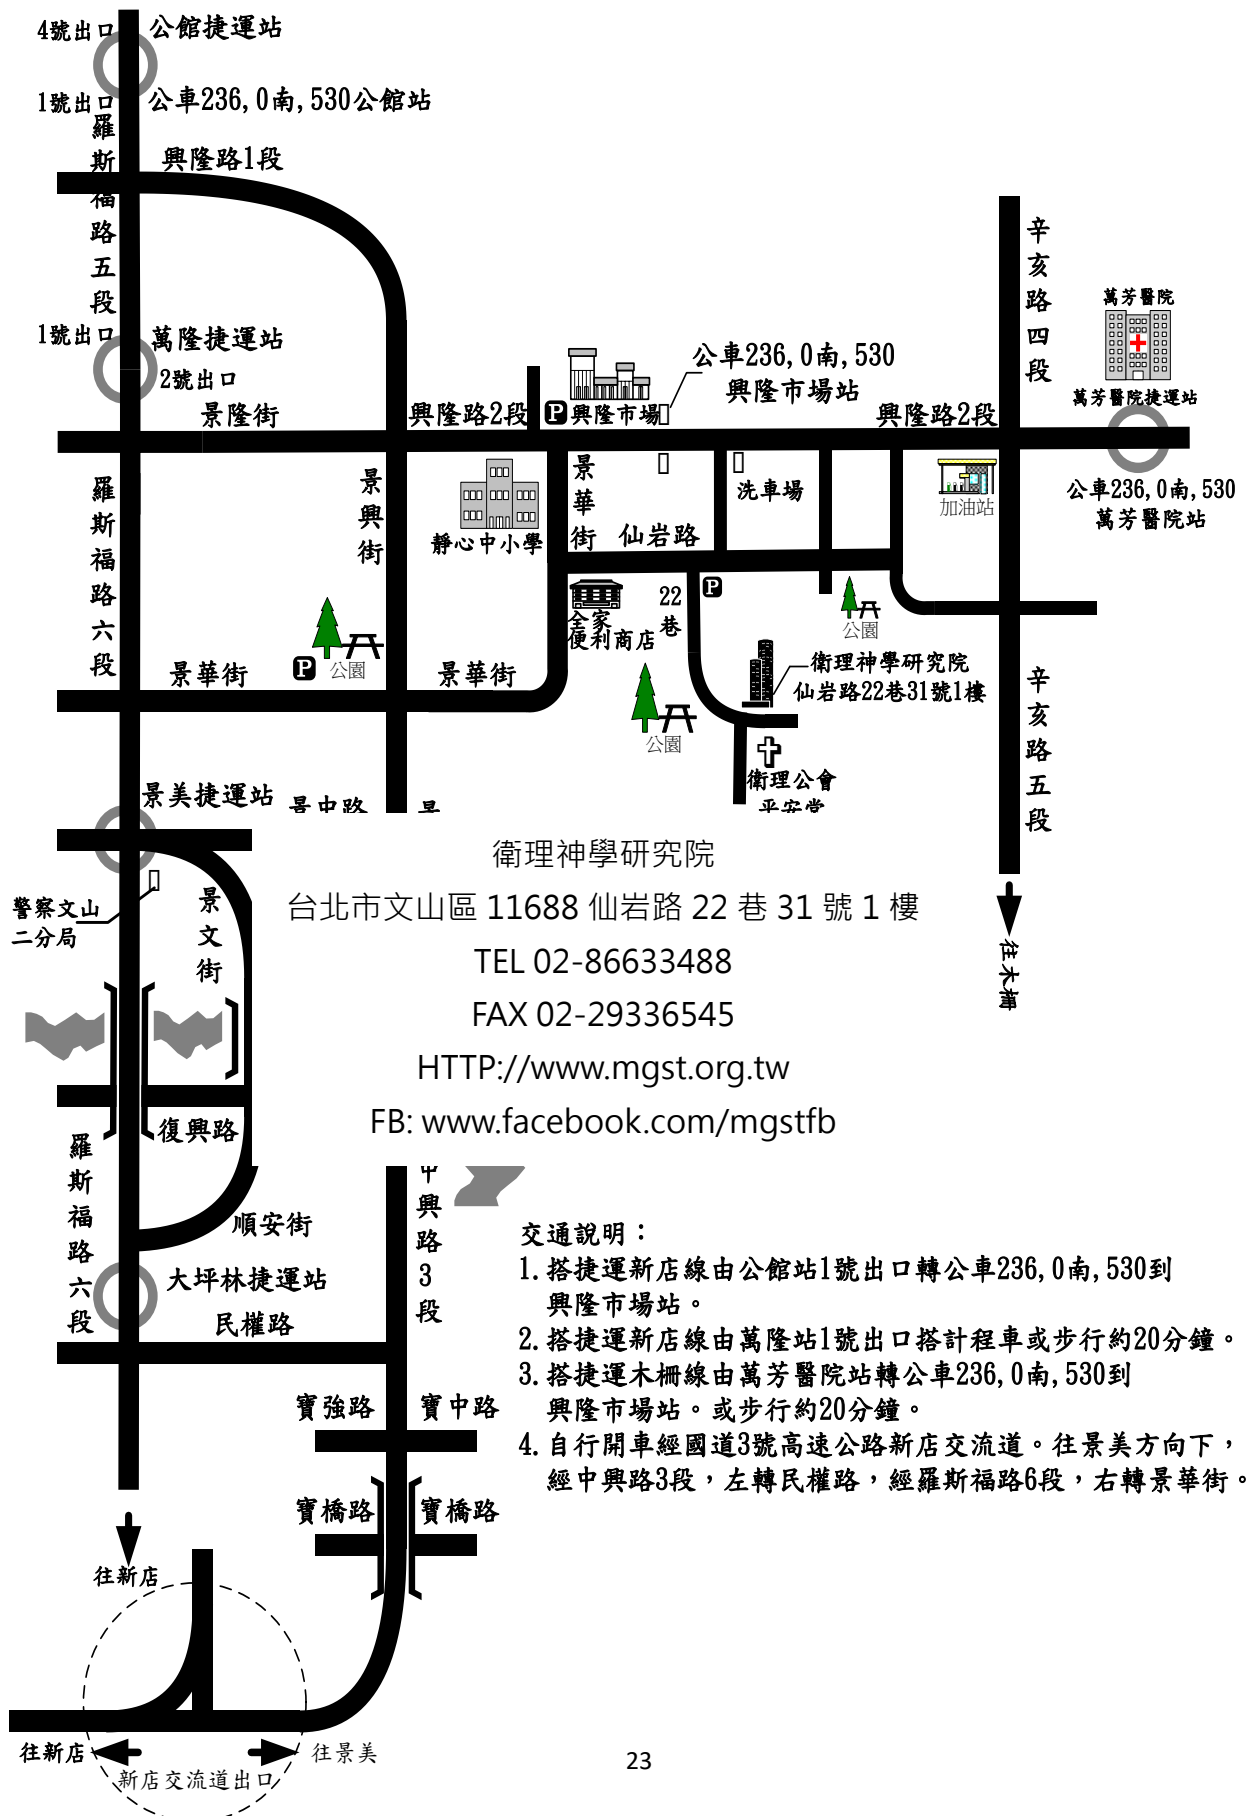 4號出口
公館捷運站
1號出口
公車236,0南,530公館站
羅斯福路五段
興隆路1段
1號出口
萬隆捷運站
2號出口
景隆街
興隆路2段
P
興隆市場
公車236,0南,530
興隆市場站
興隆路2段
辛亥路四段
萬芳醫院
萬芳醫院捷運站
公車236,0南,530
萬芳醫院站
羅斯福路六段
景興街
靜心中小學
景華街
仙岩路
洗車場
加油站
全家
便利商店
22巷
P
公園
P
公園
景華街
景華街
公園
衛理神學研究院
仙岩路22巷31號1樓
衛理公會
平安堂
辛亥路五段
往木柵
景美捷運站
景中路
警察文山
二分局
景文街
衛理神學研究院
台北市文山區 11688 仙岩路 22 巷 31 號 1 樓
TEL 02-86633488
FAX 02-29336545
HTTP://www.mgst.org.tw
FB: www.facebook.com/mgstfb
復興路
羅斯福路六段
順安街
大坪林捷運站
民權路
中興路3段
寶強路
寶中路
寶橋路
寶橋路
交通說明：
1.搭捷運新店線由公館站1號出口轉公車236,0南,530到
興隆市場站。
2.搭捷運新店線由萬隆站1號出口搭計程車或步行約20分鐘。
3.搭捷運木柵線由萬芳醫院站轉公車236,0南,530到
興隆市場站。或步行約20分鐘。
4.自行開車經國道3號高速公路新店交流道。往景美方向下，
經中興路3段，左轉民權路，經羅斯福路6段，右轉景華街。
往新店
往新店
往景美
新店交流道出口
23